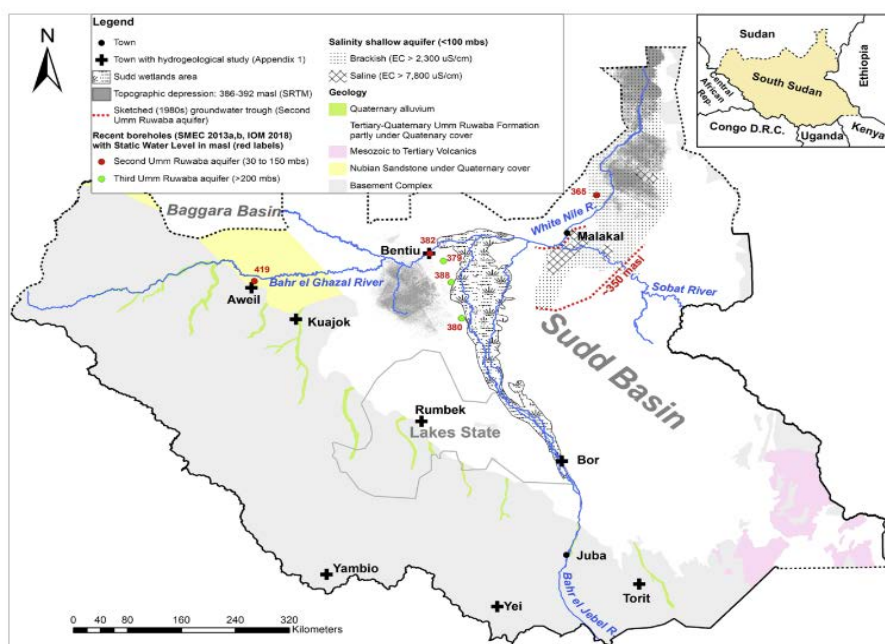 N
Legend
Town
Town with hydrogeological study (Appendix 1)
Sudd wetlands area
Topographic depression: 386-392 masl (SRTM)
Sketched (1980s) groundwater trough (Second
Umm Ruwaba aquifer)
Recent boreholes (SMEC 2013a,b, IOM 2018)
with Static Water Level in masl (red labels)
Second Umm Ruwaba aquifer (30 to 150 mbs)
Third Umm Ruwaba aquifer (>200 mbs)
Salinity shallow aquifer (<100 mbs)
Brackish (EC > 2,300 uS/cm)
Saline (EC > 7,800 uS/cm)
Geology
Quaternary alluvium
Tertiary-Quaternary Umm Ruwaba Formation
partly under Quatenary cover
Mesozoic to Tertiary Volcanics
Nubian Sandstone under Quaternary cover
Basement Complex
Sudan
Ethiopia
Central
African
Rep.
South Sudan
Congo D.R.C.
Uganda
Kenya
Baggara Basin
365
White Nile R.
Malakal
Bentiu
382
379
388
380
~350 masl
Sobat River
419
Bahr el Ghazal River
Aweil
Kuajok
Sudd Basin
Rumbek
Lakes State
Bor
Juba
Yambio
Yei
Torit
Bahr el Jebel R.
0 40 80 160 240 320
Kilometers